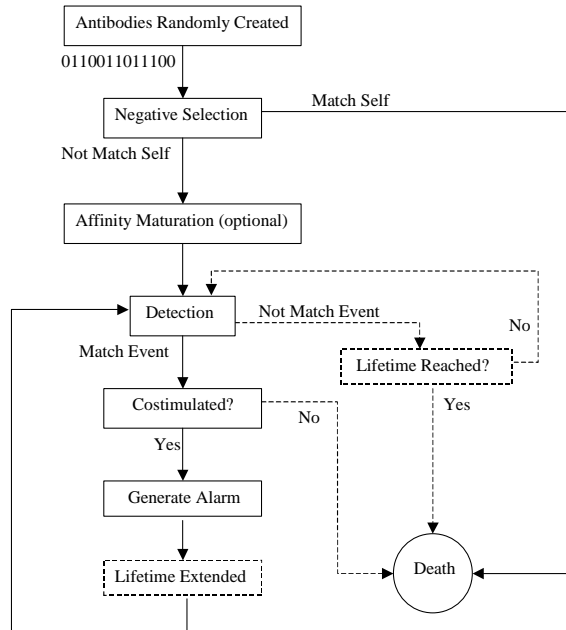 Antibodies Randomly Created
0110011011100
Match Self
Negative Selection
Not Match Self
Affinity Maturation (optional)
Detection
Not Match Event
No
Match Event
Lifetime Reached?
Costimulated?
No
Yes
Yes
Generate Alarm
Death
Lifetime Extended